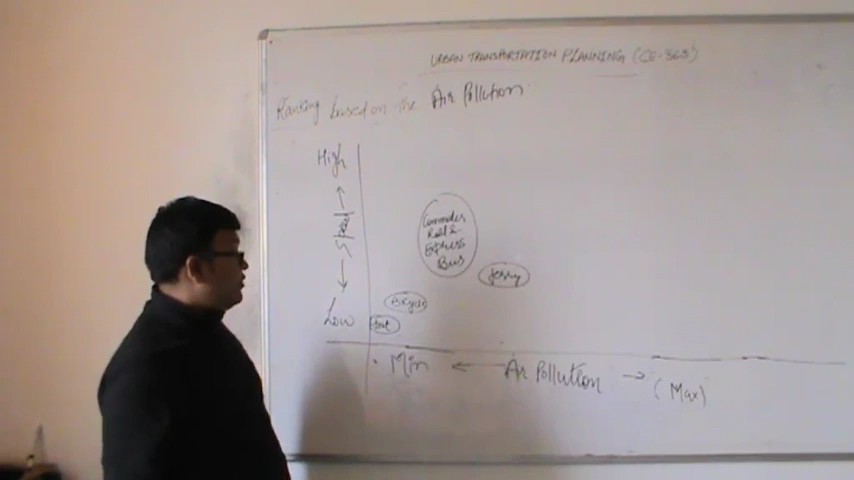 URBAN TRANSPORTATION PLANNING (CE-363)
Ranking based on the Air Pollution
High
Commuter
Rail &
Express
Bus
Ferry
Bicycle
Foot
Low
Min
Air Pollution
(Max)